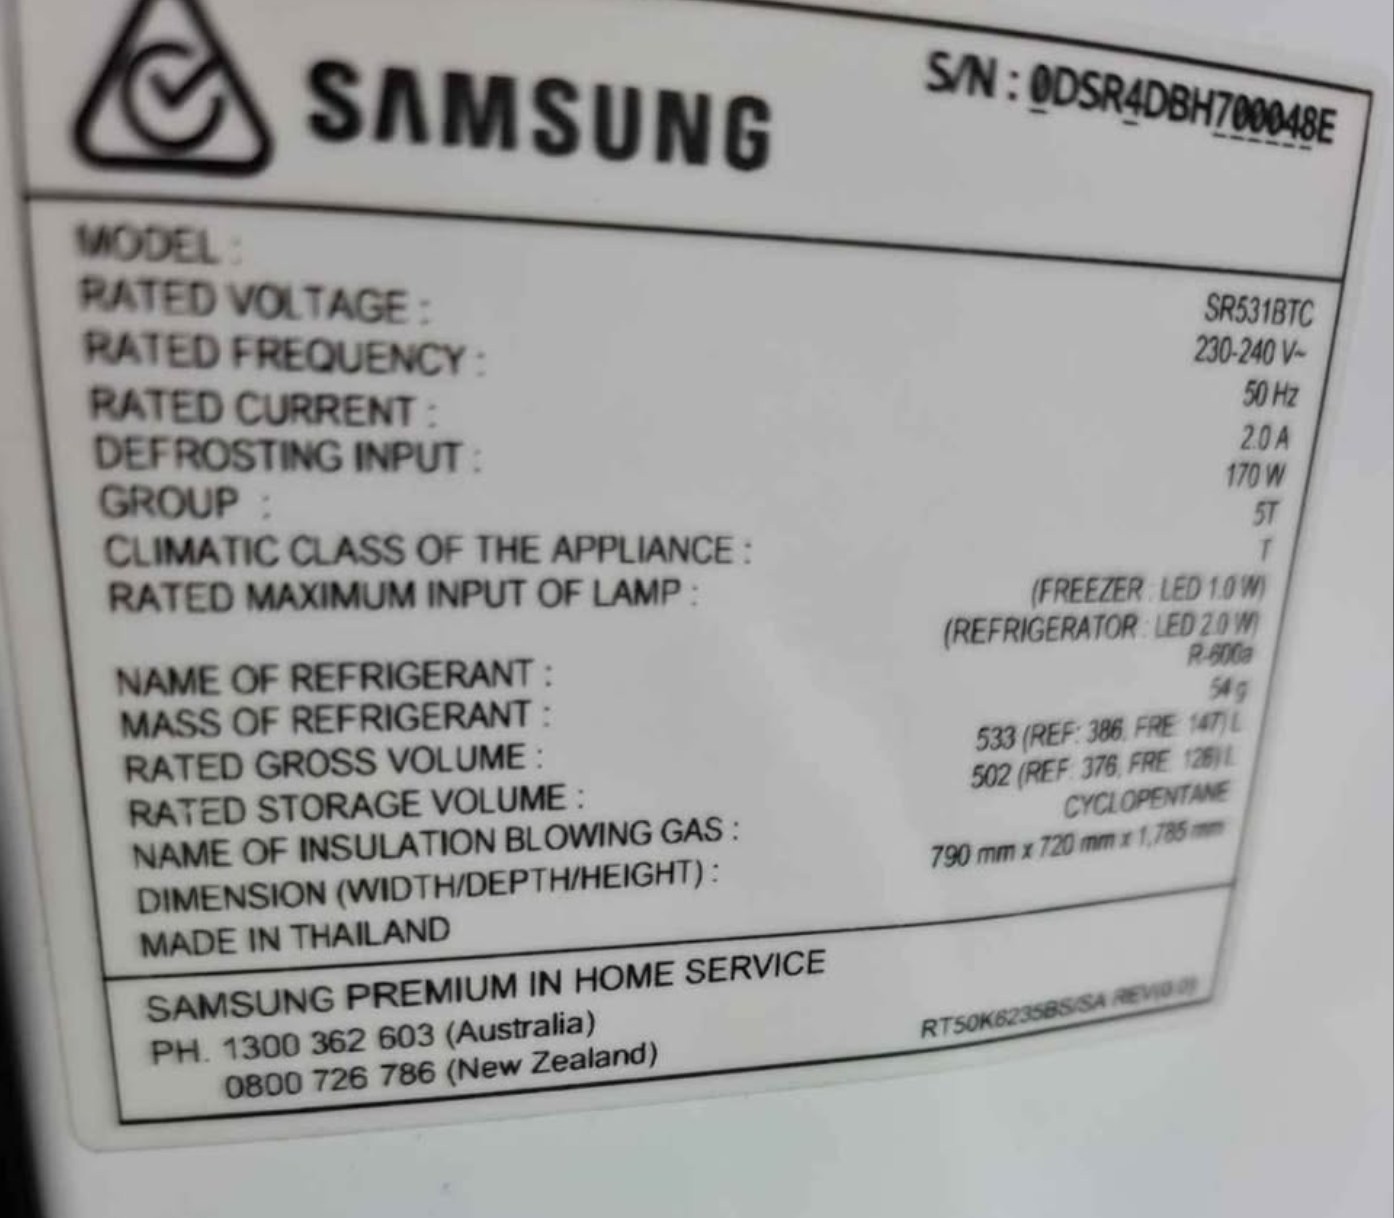 SAMSUNG
S/N : 0DSR4DBH700048E
MODEL : SR531BTC
RATED VOLTAGE : 230-240 V~
RATED FREQUENCY : 50 Hz
RATED CURRENT : 2.0 A
DEFROSTING INPUT : 170 W
GROUP : 5T
CLIMATIC CLASS OF THE APPLIANCE : T
RATED MAXIMUM INPUT OF LAMP : (FREEZER : LED 1.0 W)
(REFRIGERATOR : LED 2.0 W)
NAME OF REFRIGERANT : R-600a
MASS OF REFRIGERANT : 54 g
RATED GROSS VOLUME : 533 (REF: 386, FRE: 147) L
RATED STORAGE VOLUME : 502 (REF: 376, FRE: 126) L
NAME OF INSULATION BLOWING GAS : CYCLOPENTANE
DIMENSION (WIDTH/DEPTH/HEIGHT) : 790 mm x 720 mm x 1,785 mm
MADE IN THAILAND
SAMSUNG PREMIUM IN HOME SERVICE
PH. 1300 362 603 (Australia)
0800 726 786 (New Zealand)
RT50K6235BS/SA REV(0.0)